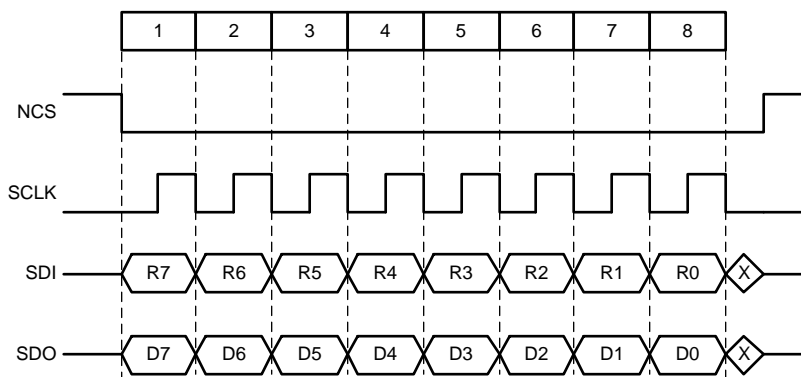 1 2 3 4 5 6 7 8
NCS
SCLK
SDI R7 R6 R5 R4 R3 R2 R1 R0 X
SDO D7 D6 D5 D4 D3 D2 D1 D0 X